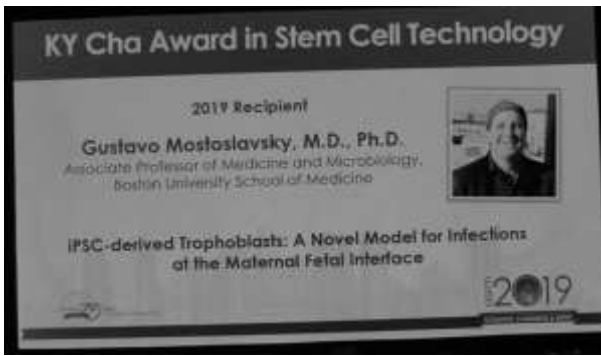 KY Cha Award in Stem Cell Technology
2019 Recipient
Gustavo Mostoslavsky, M.D., Ph.D.
Associate Professor of Medicine and Microbiology,
Boston University School of Medicine
iPSC-derived Trophoblasts: A Novel Model for Infections
at the Maternal Fetal Interface
2019